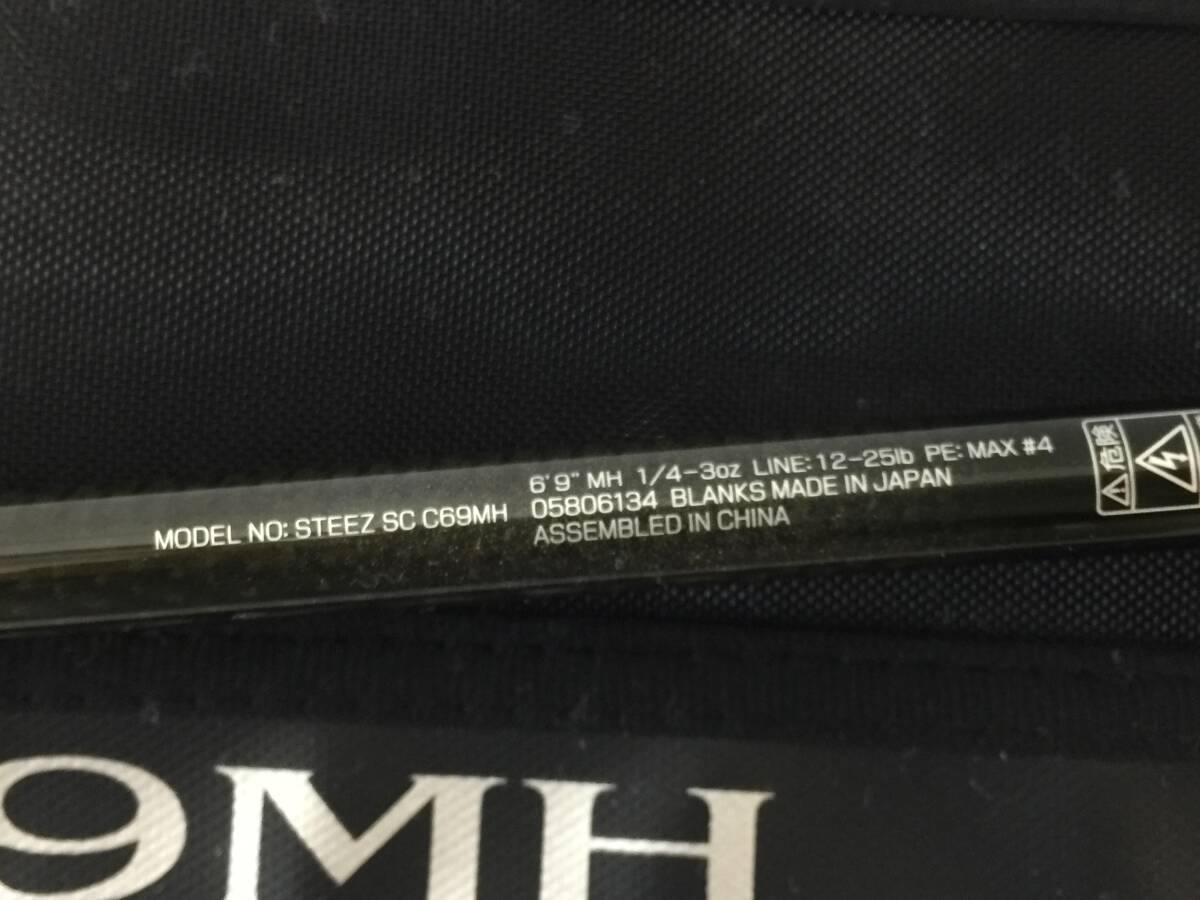 6'9" MH 1/4-3oz LINE:12-25lb PE:MAX #4
MODEL NO: STEEZ SC C69MH 05806134 BLANKS MADE IN JAPAN
ASSEMBLED IN CHINA
危険
9MH